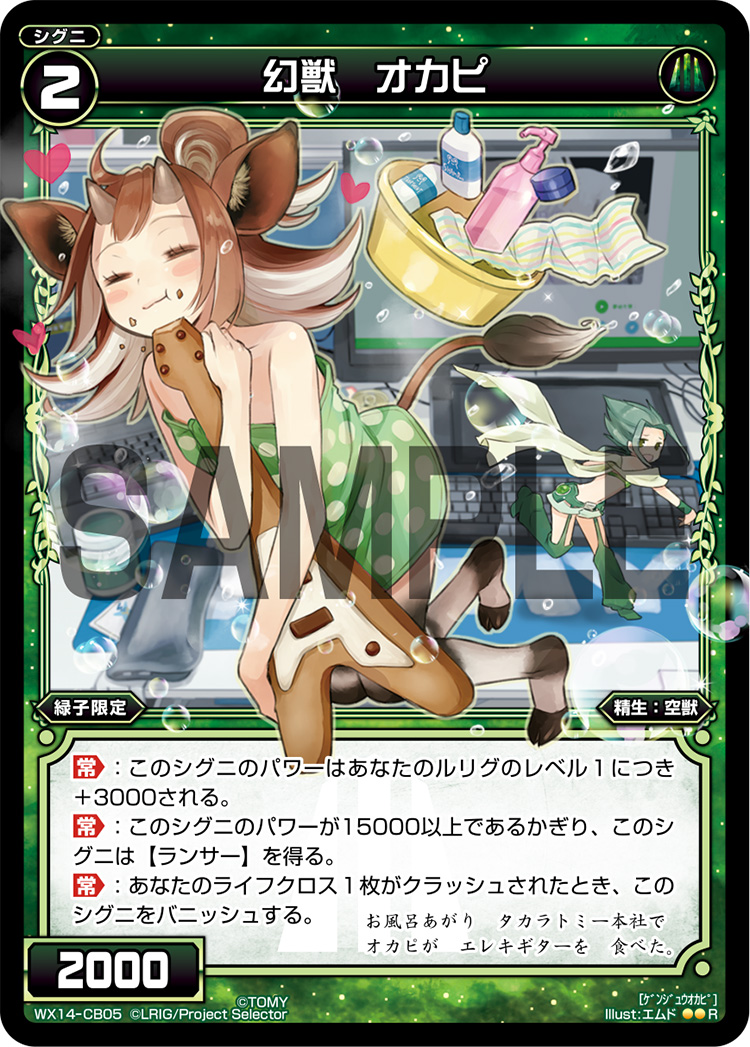 シグニ
2
幻獣 オカピ
SAMPLE
緑子限定
精生：空獣
常：このシグニのパワーはあなたのルリグのレベル１につき
＋3000される。
常：このシグニのパワーが15000以上であるかぎり、このシ
グニは【ランサー】を得る。
常：あなたのライフクロス１枚がクラッシュされたとき、この
シグニをバニッシュする。
お風呂あがり タカラトミー本社で
オカピが エレキギターを 食べた。
2000
©TOMY
WX14-CB05 ©LRIG/Project Selector
[ｹﾞﾝｼﾞｭｳｵｶﾋﾟ]
Illust:エムド R